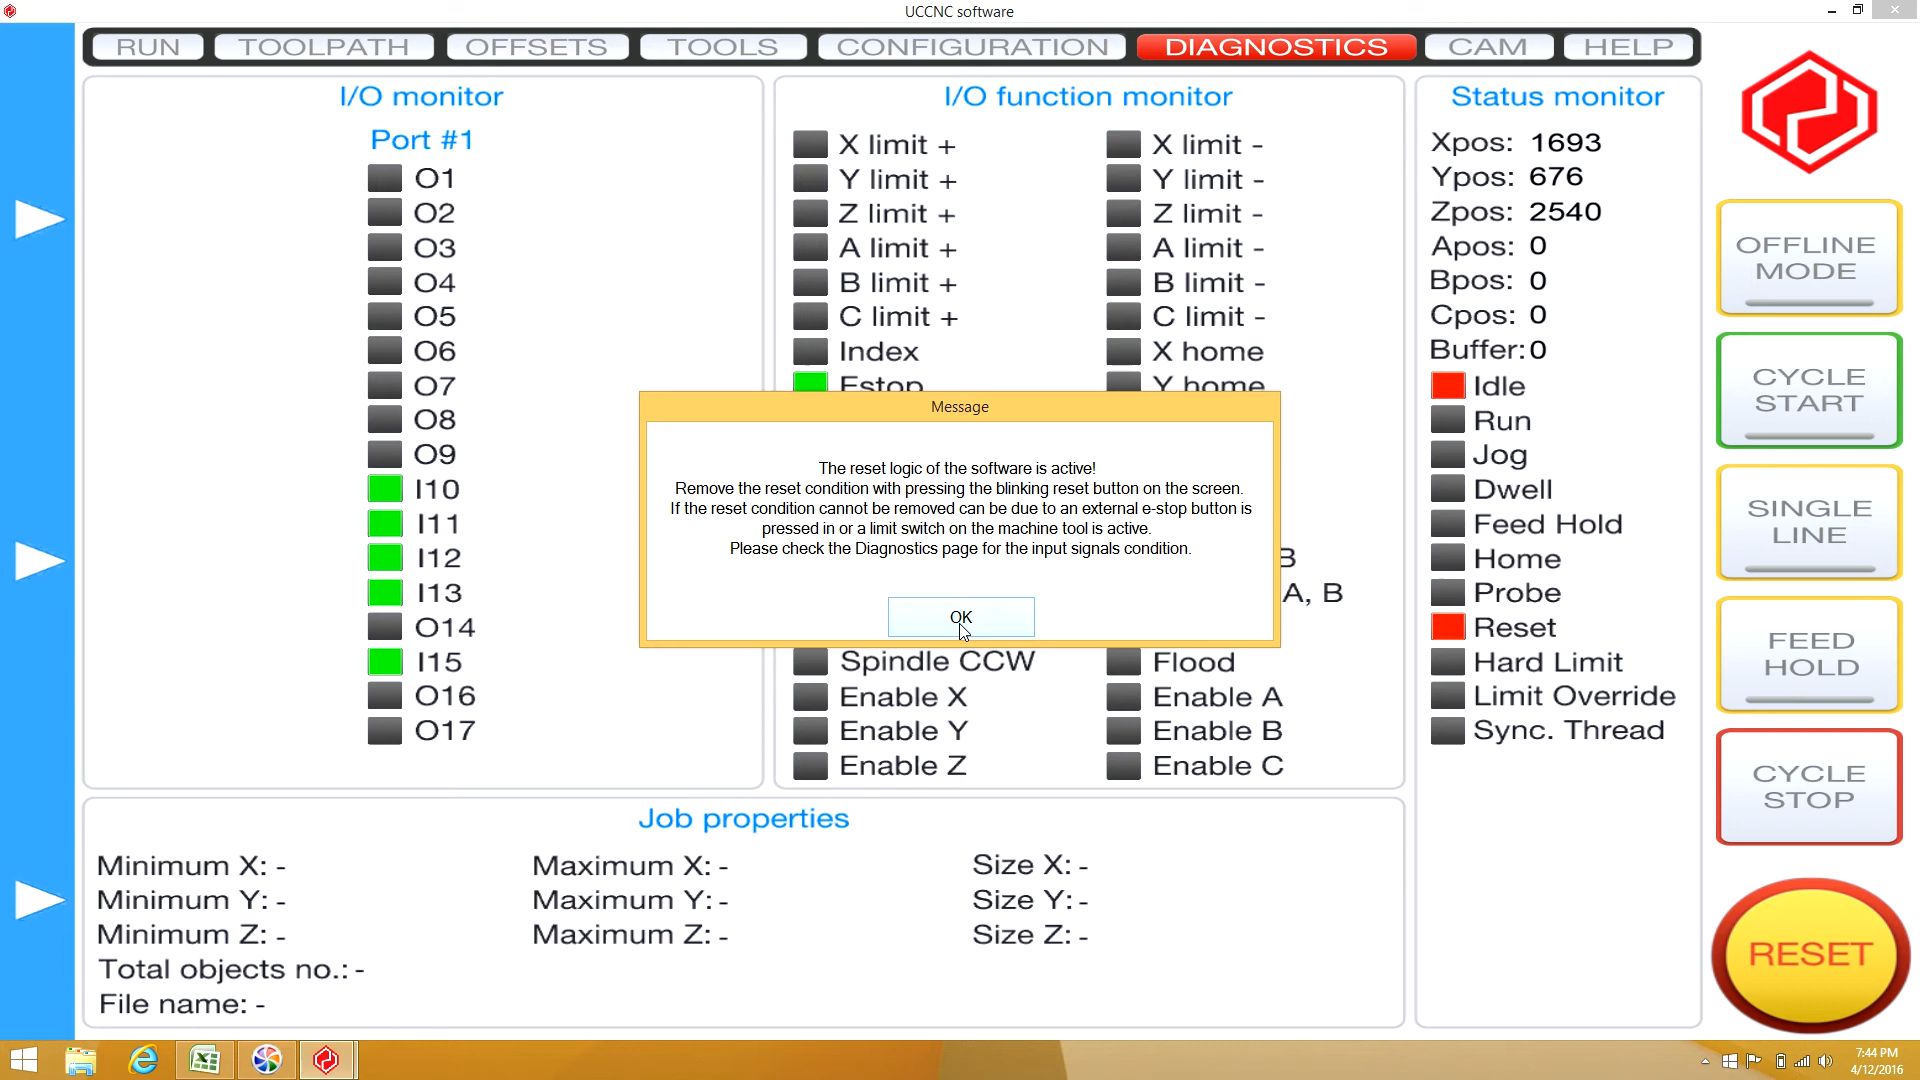 UCCNC software
RUN TOOLPATH OFFSETS TOOLS CONFIGURATION DIAGNOSTICS CAM HELP
I/O monitor
Port #1
O1
O2
O3
O4
O5
O6
O7
O8
O9
I10
I11
I12
I13
O14
I15
O16
O17
I/O function monitor
X limit + X limit -
Y limit + Y limit -
Z limit + Z limit -
A limit + A limit -
B limit + B limit -
C limit + C limit -
Index X home
Estop Y home
B
A, B
Spindle CCW Flood
Enable X Enable A
Enable Y Enable B
Enable Z Enable C
Message
The reset logic of the software is active!
Remove the reset condition with pressing the blinking reset button on the screen.
If the reset condition cannot be removed can be due to an external e-stop button is
pressed in or a limit switch on the machine tool is active.
Please check the Diagnostics page for the input signals condition.
OK
Status monitor
Xpos: 1693
Ypos: 676
Zpos: 2540
Apos: 0
Bpos: 0
Cpos: 0
Buffer: 0
Idle
Run
Jog
Dwell
Feed Hold
Home
Probe
Reset
Hard Limit
Limit Override
Sync. Thread
OFFLINE
MODE
CYCLE
START
SINGLE
LINE
FEED
HOLD
CYCLE
STOP
RESET
Job properties
Minimum X: - Maximum X: - Size X: -
Minimum Y: - Maximum Y: - Size Y: -
Minimum Z: - Maximum Z: - Size Z: -
Total objects no.: -
File name: -
7:44 PM
4/12/2016